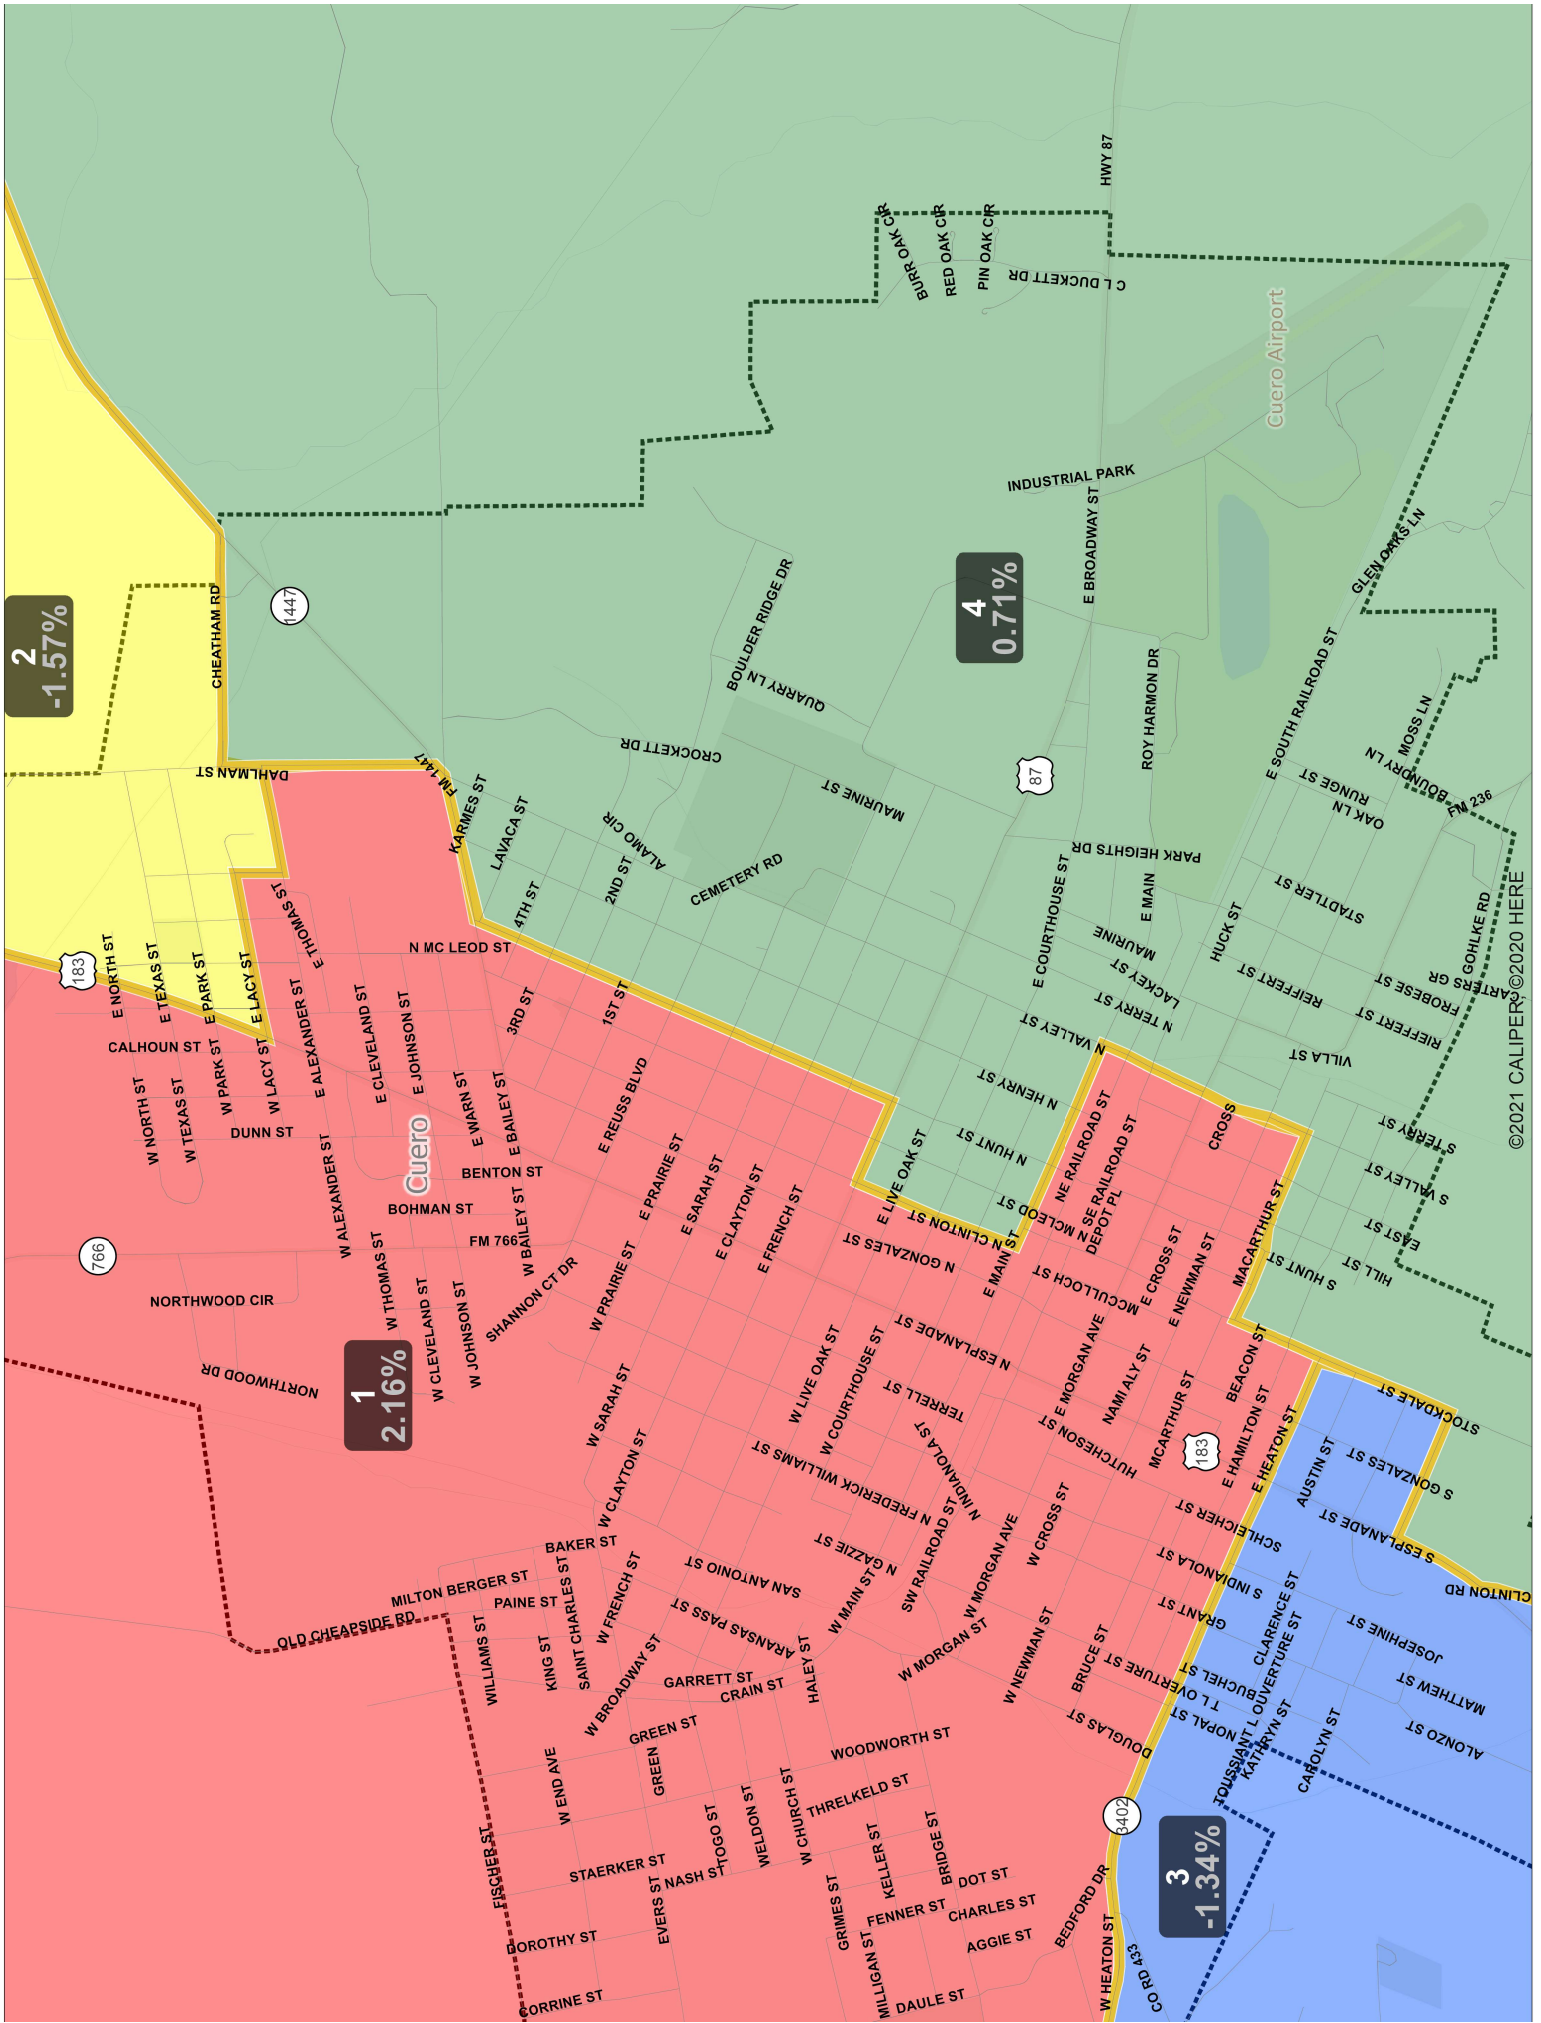 2
-1.57%
183
E NORTH ST
E TEXAS ST
E PARK ST
E LACY ST
CHEATHAM RD
DAHLMAN ST
1447
FM 1447
CALHOUN ST
W NORTH ST
W TEXAS ST
W PARK ST
W LACY ST
DUNN ST
E THOMAS ST
E ALEXANDER ST
E CLEVELAND ST
E JOHNSON ST
N MC LEOD ST
E WARN ST
E BAILEY ST
Cuero
BENTON ST
BOHMAN ST
FM 766
766
W ALEXANDER ST
W THOMAS ST
W CLEVELAND ST
W JOHNSON ST
W BAILEY ST
SHANNON CT DR
NORTHWOOD CIR
NORTHWOOD DR
1
2.16%
KARMES ST
LAVACA ST
4TH ST
3RD ST
2ND ST
1ST ST
ALAMO CIR
CROCKETT DR
CEMETERY RD
MAURINE ST
QUARRY LN
BOULDER RIDGE DR
4
0.71%
BURR OAK CIR
RED OAK CIR
PIN OAK CIR
C L DUCKETT DR
HWY 87
Cuero Airport
INDUSTRIAL PARK
E BROADWAY ST
87
ROY HARMON DR
E SOUTH RAILROAD ST
GLEN OAKS LN
MOSS LN
BOUNDRY LN
RUNGE ST
OAK LN
FM 236
PARK HEIGHTS DR
E COURTHOUSE ST
E MAIN
MAURINE
LACKEY ST
N TERRY ST
N VALLEY ST
N HENRY ST
N HUNT ST
N MCLEOD ST
HUCK ST
STADTLER ST
REIFFERT ST
RIEFFERT ST
PROBESE ST
CARTERS GR
GOHLKE RD
VILLA ST
S TERRY ST
S VALLEY ST
EAST ST
HILL ST
S HUNT ST
CROSS
NE RAILROAD ST
SE RAILROAD ST
DEPOT PL
MCCULLOCH ST
E CROSS ST
E NEWMAN ST
MACARTHUR ST
E LIVE OAK ST
N CLINTON ST
E MAIN ST
N GONZALES ST
N ESPLANADE ST
E REUSS BLVD
E PRAIRIE ST
E SARAH ST
E CLAYTON ST
E FRENCH ST
W PRAIRIE ST
W SARAH ST
W CLAYTON ST
W FRENCH ST
W LIVE OAK ST
W COURTHOUSE ST
TERRELL ST
N INDIANOLA ST
N FREDERICK WILLIAMS ST
N GAZZIE ST
SAN ANTONIO ST
ARANSAS PASS ST
E MORGAN AVE
NAMI ALY ST
MCARTHUR ST
BEACON ST
E HAMILTON ST
E HEATON ST
183
HUTCHESON ST
SCHLEICHER ST
S INDIANOLA ST
GRANT ST
W CROSS ST
W MORGAN AVE
SW RAILROAD ST
W MAIN ST
W MORGAN ST
W NEWMAN ST
BRUCE ST
DOUGLAS ST
T L OVERTURE ST
BUCHEL ST
NOPAL ST
STOCKDALE ST
S GONZALES ST
S ESPLANADE ST
AUSTIN ST
CLINTON RD
CLARENCE ST
TOUSSIANT L OUVERTURE ST
KATHRYN ST
CAROLYN ST
JOSEPHINE ST
MATTHEW ST
ALONZO ST
OLD CHEAPSIDE RD
MILTON BERGER ST
BAKER ST
PAINE ST
WILLIAMS ST
KING ST
SAINT CHARLES ST
W BROADWAY ST
GARRETT ST
CRAIN ST
HALEY ST
GREEN ST
GREEN
W END AVE
WOODWORTH ST
THRELKELD ST
W CHURCH ST
WELDON ST
TOGO ST
NASH ST
STAERKER ST
FISCHER ST
EVERS ST
DOROTHY ST
CORRINE ST
KELLER ST
BRIDGE ST
GRIMES ST
FENNER ST
DOT ST
CHARLES ST
AGGIE ST
MILLIGAN ST
DAULE ST
BEDFORD DR
W HEATON ST
CO RD 433
3402
3
-1.34%
©2021 CALIPER; ©2020 HERE